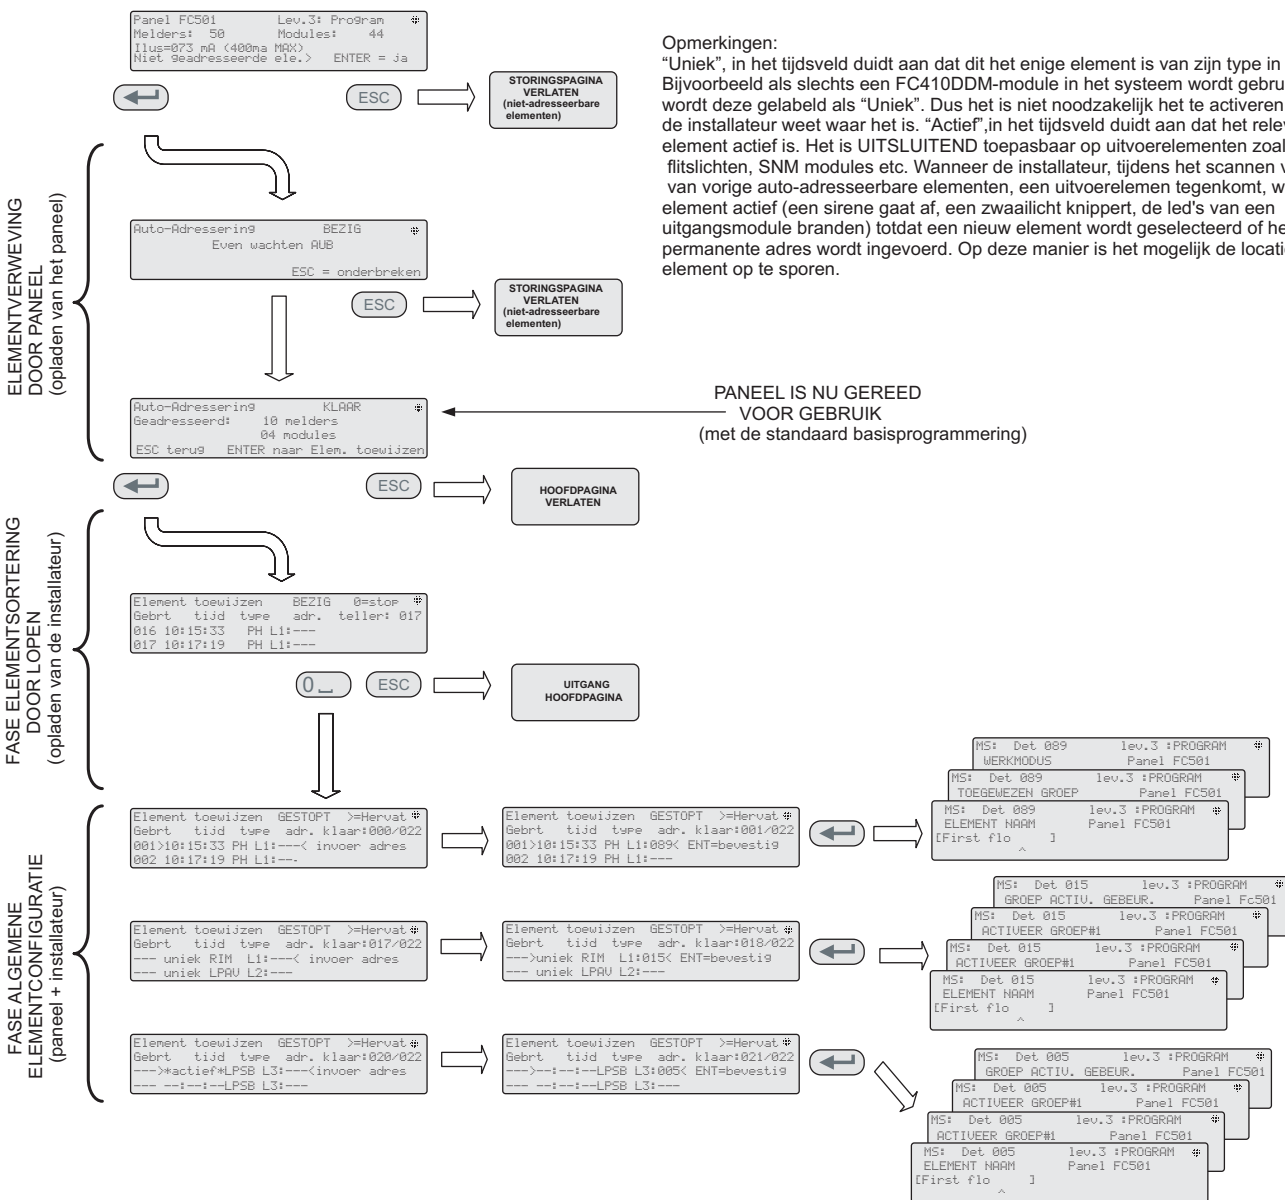 Panel FC501 Lev.3: Program
Melders: 50 Modules: 44
Ilus=073 mA (400ma MAX)
Niet geadresseerde ele.> ENTER = ja
ESC
STORINGSPAGINA
VERLATEN
(niet-adresseerbare
elementen)
Opmerkingen:
“Uniek”, in het tijdsveld duidt aan dat dit het enige element is van zijn type in
Bijvoorbeeld als slechts een FC410DDM-module in het systeem wordt gebru
wordt deze gelabeld als “Uniek”. Dus het is niet noodzakelijk het te activeren
de installateur weet waar het is. “Actief”,in het tijdsveld duidt aan dat het rele
element actief is. Het is UITSLUITEND toepasbaar op uitvoerelementen zoal
flitslichten, SNM modules etc. Wanneer de installateur, tijdens het scannen v
van vorige auto-adresseerbare elementen, een uitvoerelemen tegenkomt, w
element actief (een sirene gaat af, een zwaailicht knippert, de led's van een
uitgangsmodule branden) totdat een nieuw element wordt geselecteerd of he
permanente adres wordt ingevoerd. Op deze manier is het mogelijk de locati
element op te sporen.
ELEMENTVERWEVING
DOOR PANEEL
(opladen van het paneel)
Auto-Adressering BEZIG
Even wachten AUB
ESC = onderbreken
ESC
STORINGSPAGINA
VERLATEN
(niet-adresseerbare
elementen)
Auto-Adressering KLAAR
Geadresseerd: 10 melders
04 modules
ESC terug ENTER naar Elem. toewijzen
PANEEL IS NU GEREED
VOOR GEBRUIK
(met de standaard basisprogrammering)
ESC
HOOFDPAGINA
VERLATEN
FASE ELEMENTSORTERING
DOOR LOPEN
(opladen van de installateur)
Element toewijzen BEZIG 0=stop
Gebrt tijd type adr. teller: 017
016 10:15:33 PH L1:---
017 10:17:19 PH L1:---
0 ESC
UITGANG
HOOFDPAGINA
FASE ALGEMENE
ELEMENTCONFIGURATIE
(paneel + installateur)
Element toewijzen GESTOPT >=Hervat
Gebrt tijd type adr. klaar:000/022
001>10:15:33 PH L1:---< invoer adres
002 10:17:19 PH L1:--.
Element toewijzen GESTOPT >=Hervat
Gebrt tijd type adr. klaar:001/022
001>10:15:33 PH L1:089< ENT=bevestig
002 10:17:19 PH L1:---
MS: Det 089 lev.3 :PROGRAM
WERKMODUS Panel FC501
MS: Det 089 lev.3 :PROGRAM
TOEGEWEZEN GROEP Panel FC501
MS: Det 089 lev.3 :PROGRAM
ELEMENT NAAM Panel FC501
[First flo ]
^
Element toewijzen GESTOPT >=Hervat
Gebrt tijd type adr. klaar:017/022
--- uniek RIM L1:---< invoer adres
--- uniek LPAV L2:---
Element toewijzen GESTOPT >=Hervat
Gebrt tijd type adr. klaar:018/022
--->uniek RIM L1:015< ENT=bevestig
--- uniek LPAV L2:---
MS: Det 015 lev.3 :PROGRAM
GROEP ACTIV. GEBEUR. Panel Fc501
MS: Det 015 lev.3 :PROGRAM
ACTIVEER GROEP#1 Panel FC501
MS: Det 015 lev.3 :PROGRAM
ACTIVEER GROEP#1 Panel FC501
MS: Det 015 lev.3 :PROGRAM
ELEMENT NAAM Panel FC501
[First flo ]
^
Element toewijzen GESTOPT >=Hervat
Gebrt tijd type adr. klaar:020/022
--->*actief*LPSB L3:---<invoer adres
--- --:--:--LPSB L3:---
Element toewijzen GESTOPT >=Hervat
Gebrt tijd type adr. klaar:021/022
--->--:--:--LPSB L3:005< ENT=bevestig
--- --:--:--LPSB L3:---
MS: Det 005 lev.3 :PROGRAM
GROEP ACTIV. GEBEUR. Panel FC501
MS: Det 005 lev.3 :PROGRAM
ACTIVEER GROEP#1 Panel FC501
MS: Det 005 lev.3 :PROGRAM
ACTIVEER GROEP#1 Panel FC501
MS: Det 005 lev.3 :PROGRAM
ELEMENT NAAM Panel FC501
[First flo ]
^